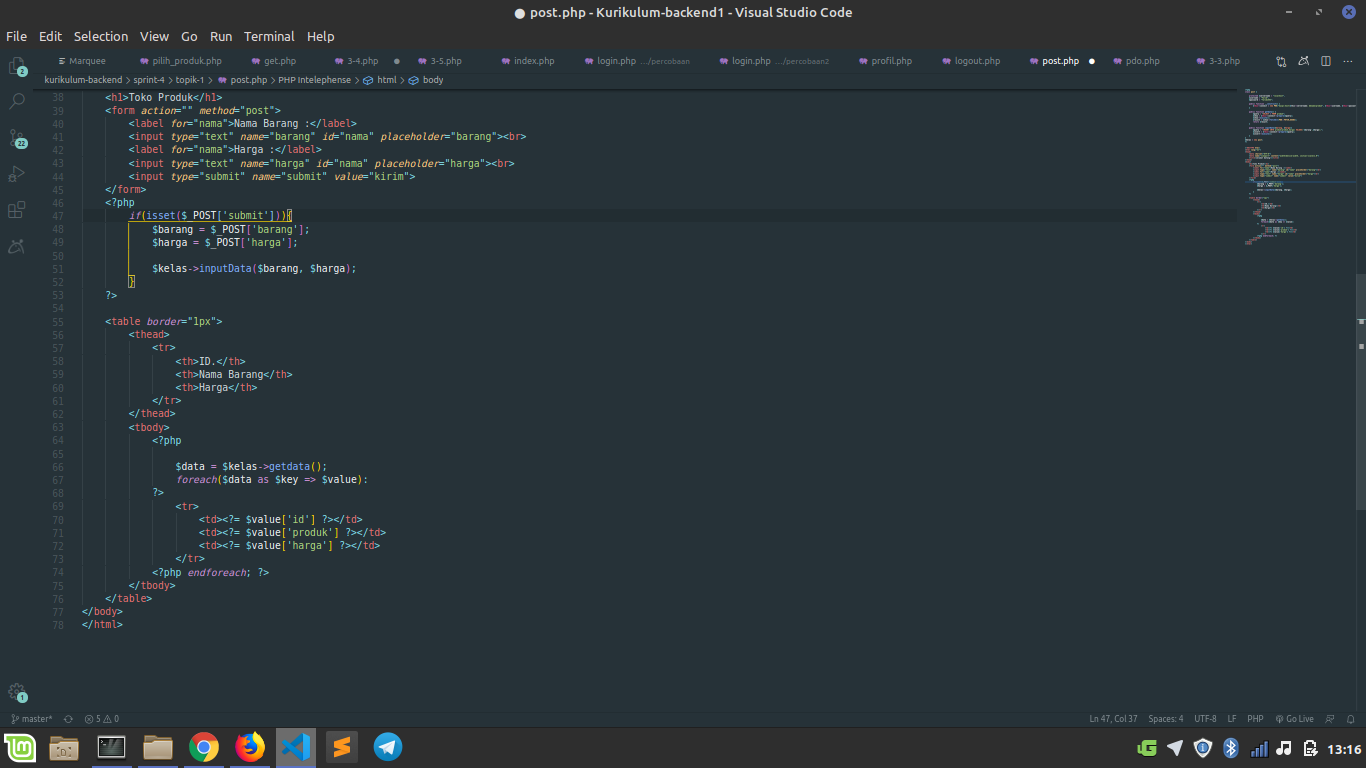 post.php - Kurikulum-backend1 - Visual Studio Code
File Edit Selection View Go Run Terminal Help
Marquee pilih_produk.php get.php 3-4.php 3-5.php index.php login.php .../percobaan login.php .../percobaan2 profil.php logout.php post.php pdo.php 3-3.php
kurikulum-backend > sprint-4 > topik-1 > post.php > PHP Intelephense > html > body
38 <h1>Toko Produk</h1>
39 <form action="" method="post">
40 <label for="nama">Nama Barang :</label>
41 <input type="text" name="barang" id="nama" placeholder="barang"><br>
42 <label for="nama">Harga :</label>
43 <input type="text" name="harga" id="nama" placeholder="harga"><br>
44 <input type="submit" name="submit" value="kirim">
45 </form>
46 <?php
47 if(isset($_POST['submit'])){
48 $barang = $_POST['barang'];
49 $harga = $_POST['harga'];
50
51 $kelas->inputData($barang, $harga);
52 }
53 ?>
54
55 <table border="1px">
56 <thead>
57 <tr>
58 <th>ID.</th>
59 <th>Nama Barang</th>
60 <th>Harga</th>
61 </tr>
62 </thead>
63 <tbody>
64 <?php
65
66 $data = $kelas->getdata();
67 foreach($data as $key => $value):
68 ?>
69 <tr>
70 <td><?= $value['id'] ?></td>
71 <td><?= $value['produk'] ?></td>
72 <td><?= $value['harga'] ?></td>
73 </tr>
74 <?php endforeach; ?>
75 </tbody>
76 </table>
77 </body>
78 </html>
2
22
1
master* 5 0 Ln 47, Col 37 Spaces: 4 UTF-8 LF PHP Go Live
13:16